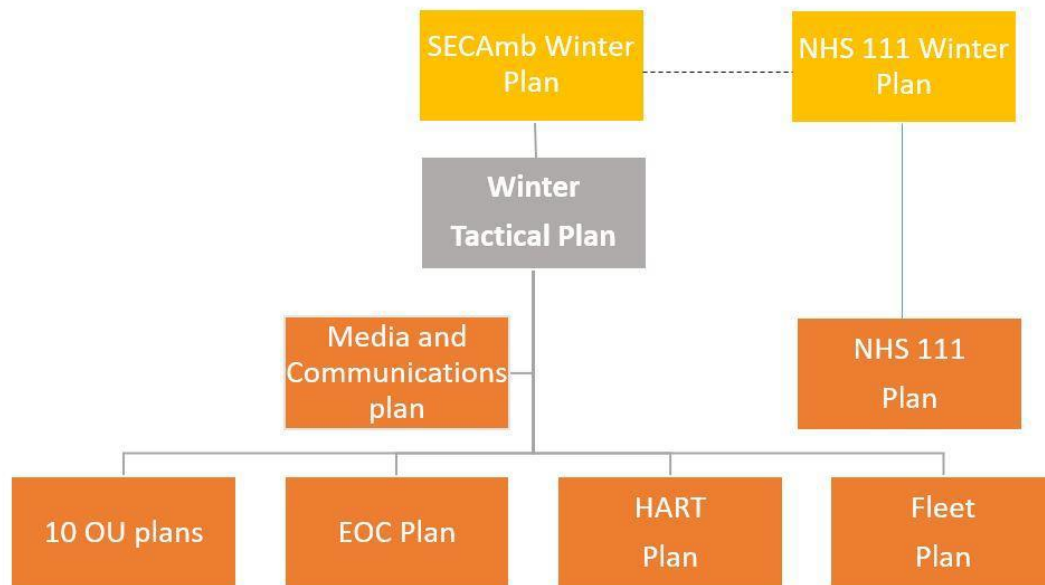 SECAmb Winter
Plan
NHS 111 Winter
Plan
Winter
Tactical Plan
Media and
Communications
plan
NHS 111
Plan
10 OU plans
EOC Plan
HART
Plan
Fleet
Plan